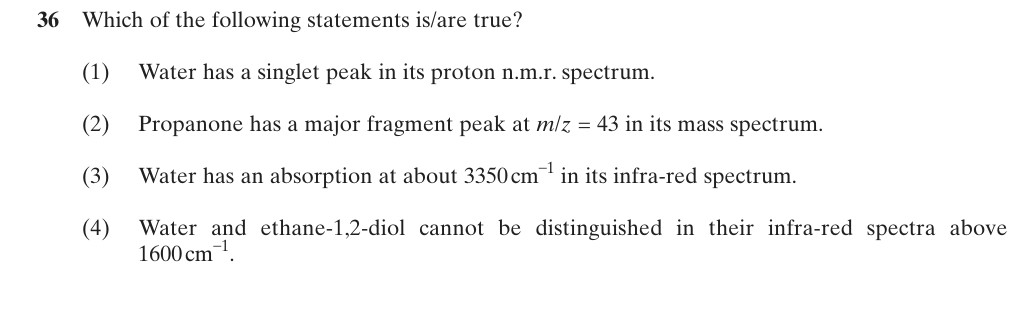 36 Which of the following statements is/are true?
(1) Water has a singlet peak in its proton n.m.r. spectrum.
(2) Propanone has a major fragment peak at m/z = 43 in its mass spectrum.
(3) Water has an absorption at about 3350 cm⁻¹ in its infra-red spectrum.
(4) Water and ethane-1,2-diol cannot be distinguished in their infra-red spectra above
1600 cm⁻¹.